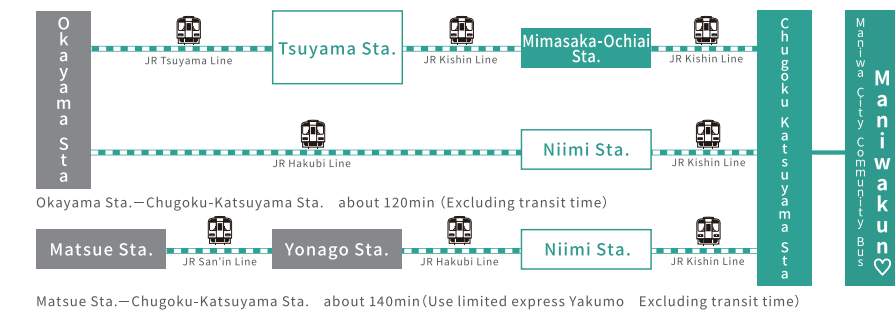 Okayama Sta
JR Tsuyama Line
Tsuyama Sta.
JR Kishin Line
Mimasaka-Ochiai
Sta.
JR Kishin Line
JR Hakubi Line
Niimi Sta.
JR Kishin Line
Okayama Sta.－Chugoku-Katsuyama Sta.　about 120min（Excluding transit time）
Matsue Sta.
JR San'in Line
Yonago Sta.
JR Hakubi Line
Niimi Sta.
JR Kishin Line
Matsue Sta.－Chugoku-Katsuyama Sta.　about 140min（Use limited express Yakumo　Excluding transit time）
Chugoku Katsuyama Sta
Maniwa City Community Bus
Maniwakun♡